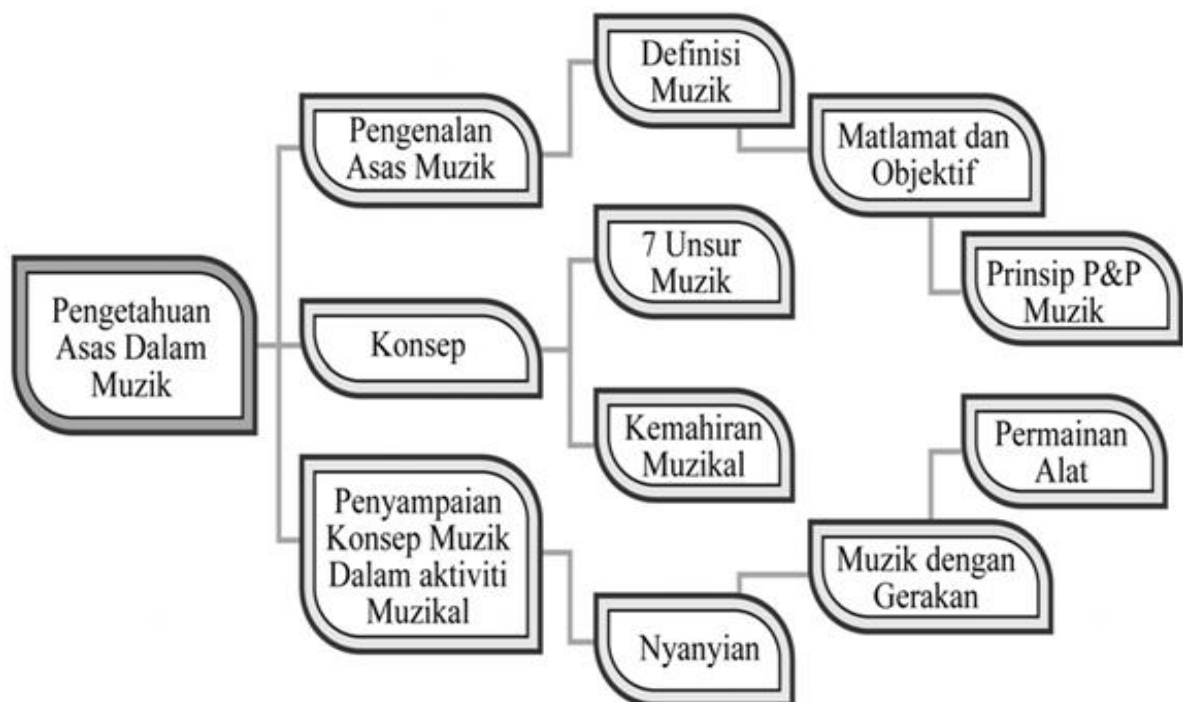 Pengetahuan
Asas Dalam
Muzik
Pengenalan
Asas Muzik
Definisi
Muzik
Matlamat dan
Objektif
Prinsip P&P
Muzik
Konsep
7 Unsur
Muzik
Kemahiran
Muzikal
Penyampaian
Konsep Muzik
Dalam aktiviti
Muzikal
Nyanyian
Muzik dengan
Gerakan
Permainan
Alat